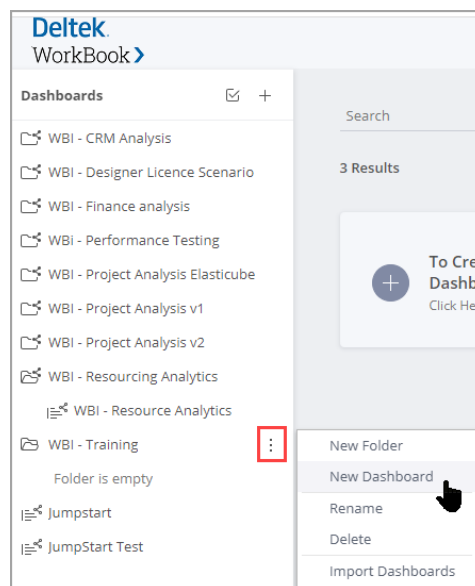 Deltek
WorkBook
Dashboards
Search
WBI - CRM Analysis
WBI - Designer Licence Scenario
3 Results
WBI - Finance analysis
WBi - Performance Testing
WBI - Project Analysis Elasticube
To Cre
Dashb
Click He
WBI - Project Analysis v1
WBI - Project Analysis v2
WBI - Resourcing Analytics
WBI - Resource Analytics
WBI - Training
Folder is empty
Jumpstart
JumpStart Test
New Folder
New Dashboard
Rename
Delete
Import Dashboards